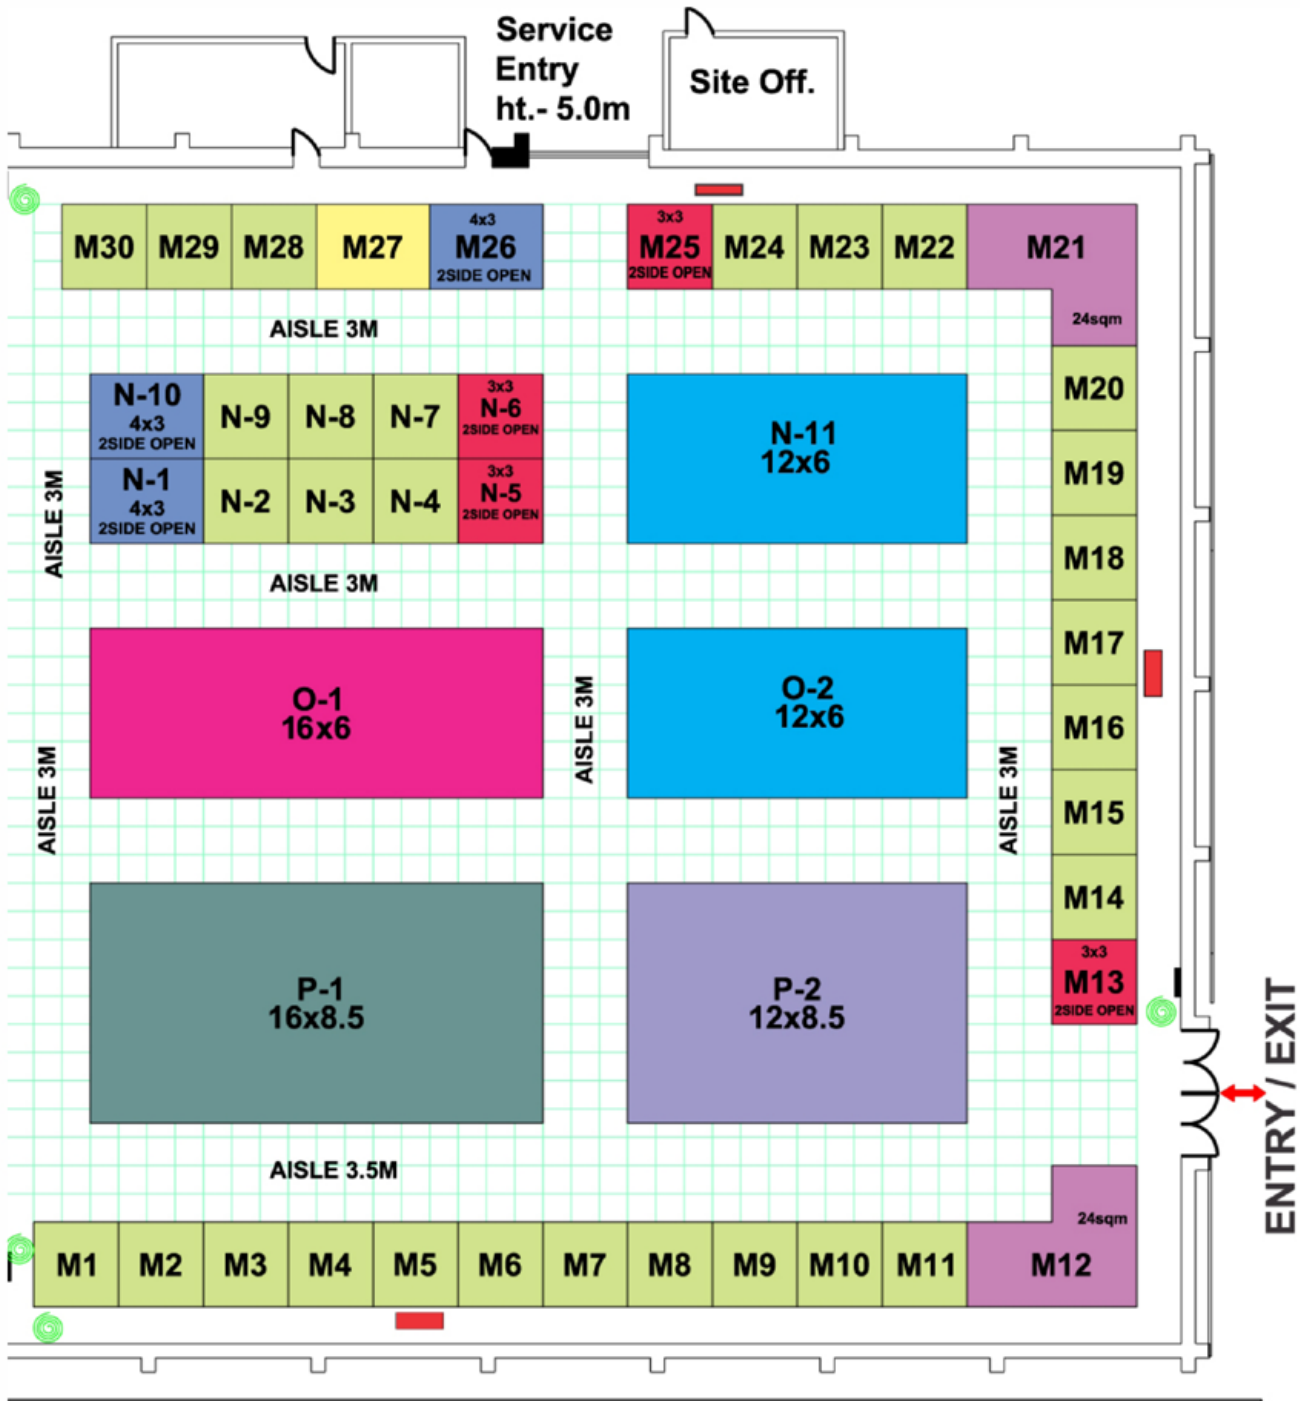 Service
Entry
ht.- 5.0m
Site Off.
M30
M29
M28
M27
4x3
M26
2SIDE OPEN
3x3
M25
2SIDE OPEN
M24
M23
M22
M21
24sqm
AISLE 3M
N-10
4x3
2SIDE OPEN
N-9
N-8
N-7
3x3
N-6
2SIDE OPEN
N-1
4x3
2SIDE OPEN
N-2
N-3
N-4
3x3
N-5
2SIDE OPEN
N-11
12x6
M20
M19
M18
M17
M16
M15
M14
3x3
M13
2SIDE OPEN
AISLE 3M
AISLE 3M
O-1
16x6
AISLE 3M
O-2
12x6
AISLE 3M
AISLE 3M
P-1
16x8.5
P-2
12x8.5
ENTRY / EXIT
AISLE 3.5M
24sqm
M1
M2
M3
M4
M5
M6
M7
M8
M9
M10
M11
M12